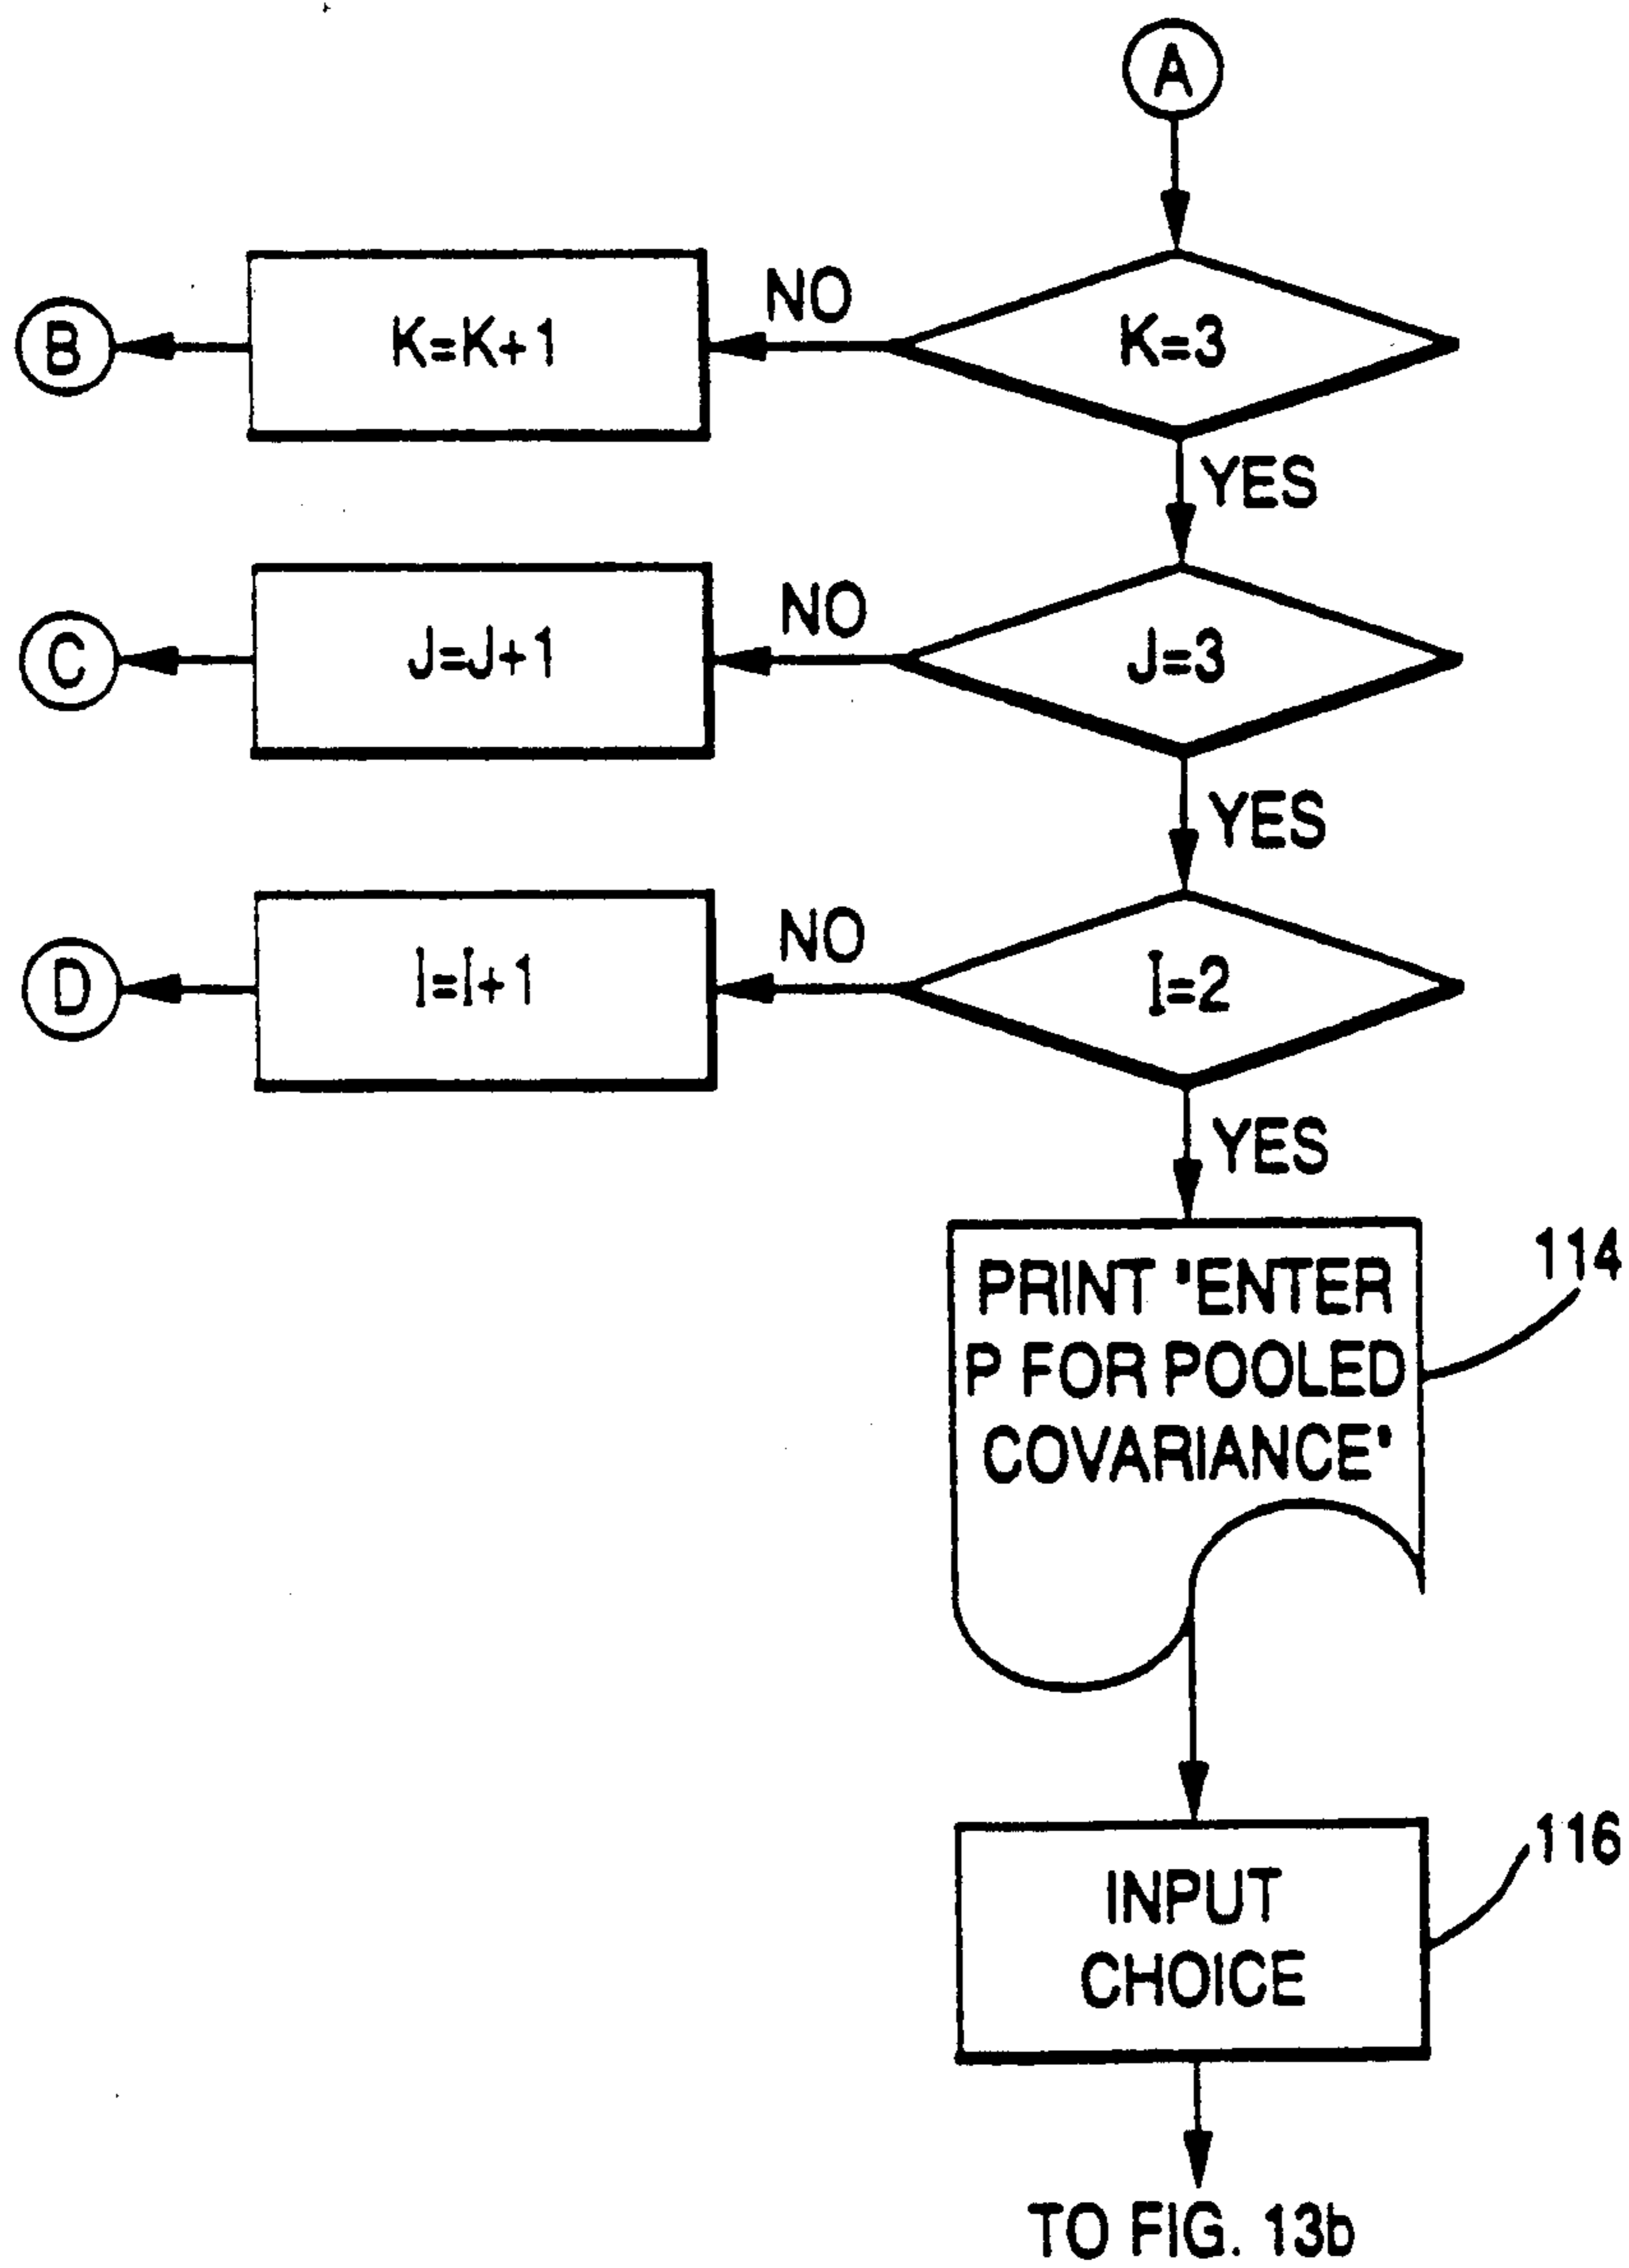 A
B
K=K+1
NO
K=3
YES
C
J=J+1
NO
J=3
YES
D
I=I+1
NO
I=2
YES
PRINT 'ENTER
P FOR POOLED
COVARIANCE'
114
INPUT
CHOICE
116
TO FIG. 13b